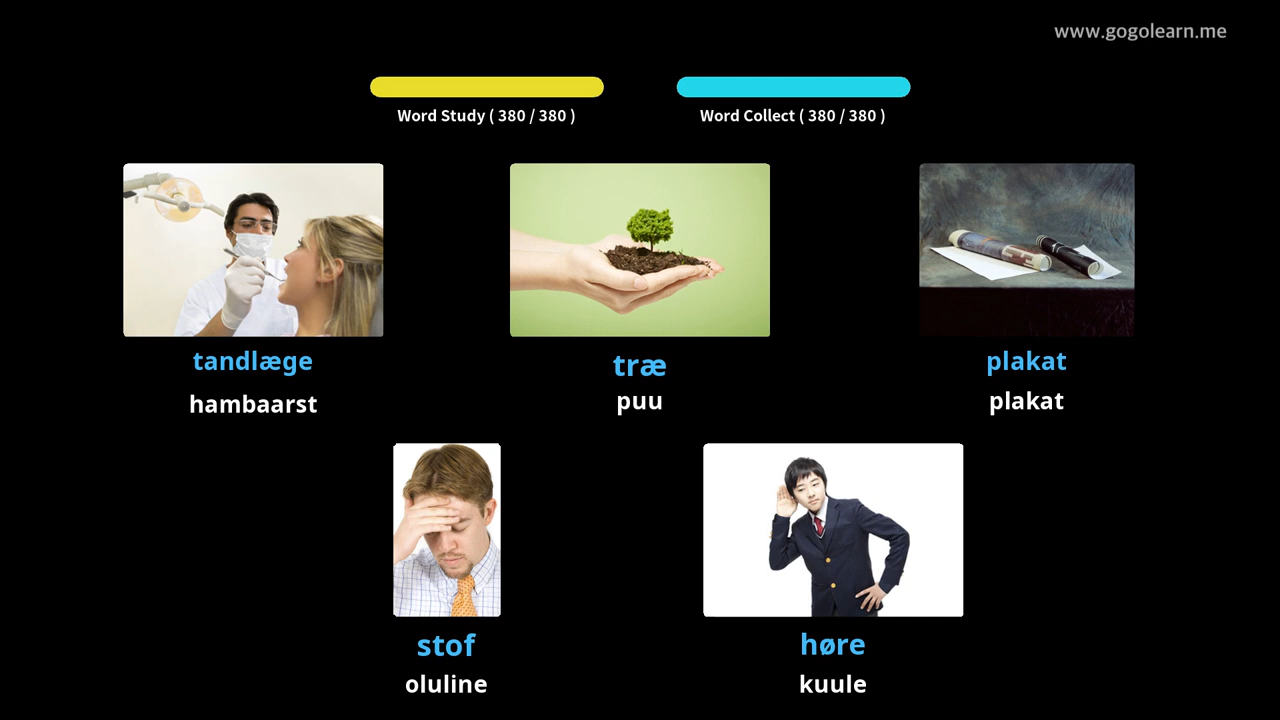 www.gogolearn.me
Word Study ( 380 / 380 )
Word Collect ( 380 / 380 )
tandlæge
hambaarst
træ
puu
plakat
plakat
stof
oluline
høre
kuule